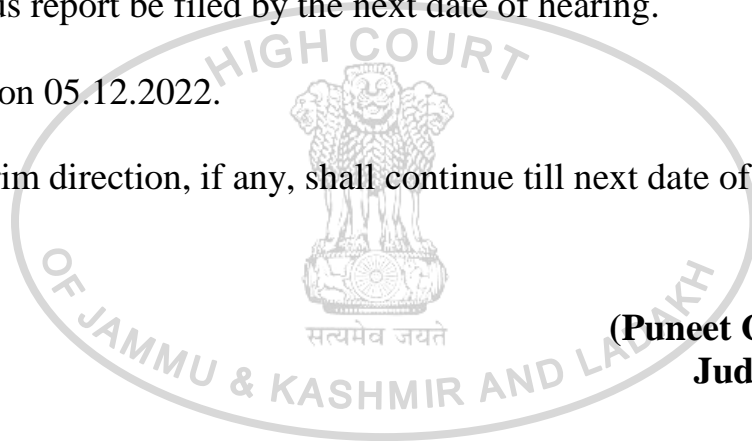 us report be filed by the next date of hearing.
HIGH COURT
on 05.12.2022.
rim direction, if any, shall continue till next date of
सत्यमेव जयते
(Puneet
Jud
OF JAMMU & KASHMIR AND LADAKH